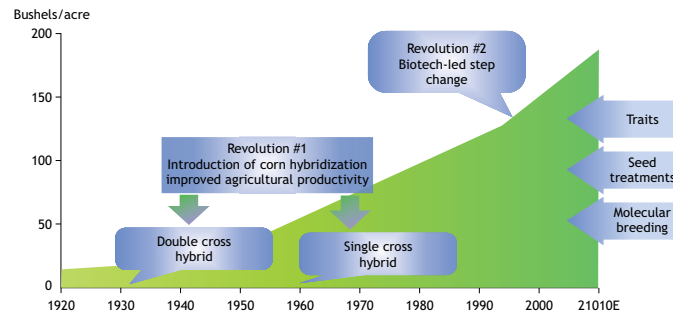 Bushels/acre
200
150
100
50
0
Revolution #2
Biotech-led step
change
Revolution #1
Introduction of corn hybridization
improved agricultural productivity
Double cross
hybrid
Single cross
hybrid
Traits
Seed
treatments
Molecular
breeding
1920 1930 1940 1950 1960 1970 1980 1990 2000 21010E